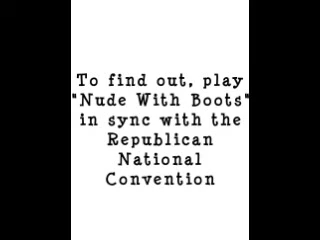 To find out, play
"Nude With Boots"
in sync with the
Republican
National
Convention